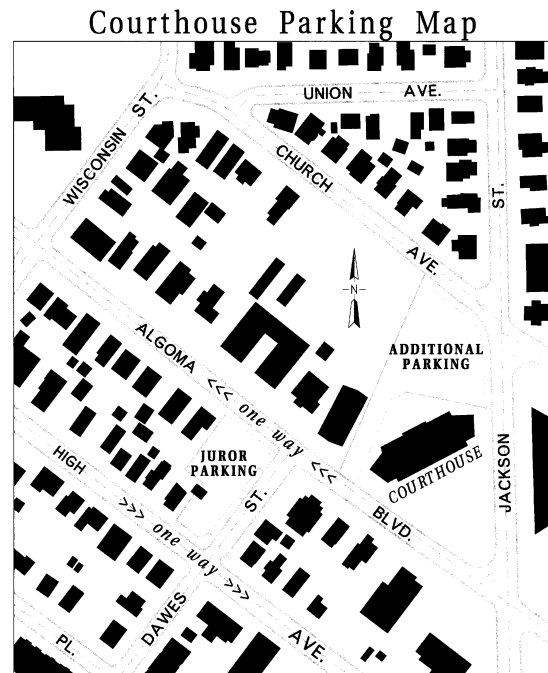 Courthouse Parking Map
UNION AVE.
WISCONSIN ST.
CHURCH AVE.
ST.
N
ADDITIONAL
PARKING
ALGOMA <<< one way <<< BLVD.
JUROR
PARKING
COURTHOUSE
JACKSON
HIGH >>> one way >>> AVE.
DAWES ST.
PL.